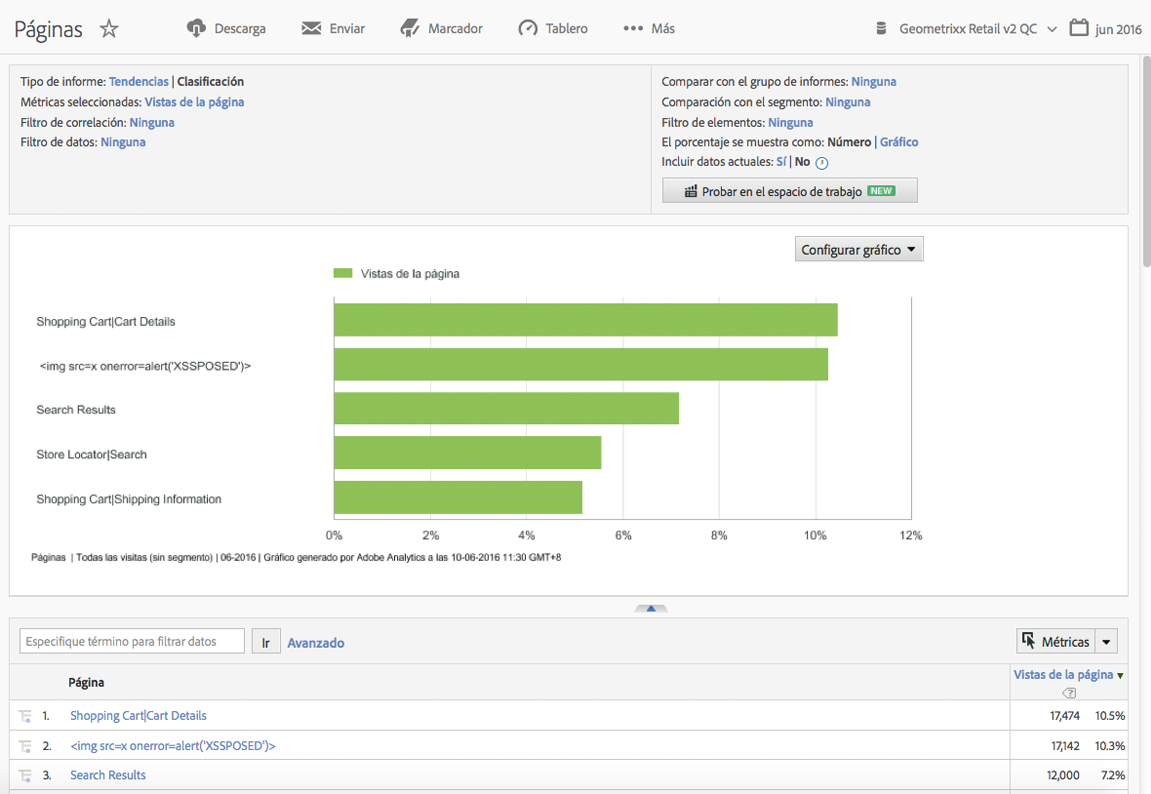 Páginas
Descarga
Enviar
Marcador
Tablero
Más
Geometrixx Retail v2 QC
jun 2016
Tipo de informe: Tendencias | Clasificación
Métricas seleccionadas: Vistas de la página
Filtro de correlación: Ninguna
Filtro de datos: Ninguna
Comparar con el grupo de informes: Ninguna
Comparación con el segmento: Ninguna
Filtro de elementos: Ninguna
El porcentaje se muestra como: Número | Gráfico
Incluir datos actuales: Sí | No
Probar en el espacio de trabajo NEW
Configurar gráfico
Vistas de la página
Shopping Cart|Cart Details
<img src=x onerror=alert('XSSPOSED')>
Search Results
Store Locator|Search
Shopping Cart|Shipping Information
0% 2% 4% 6% 8% 10% 12%
Páginas | Todas las visitas (sin segmento) | 06-2016 | Gráfico generado por Adobe Analytics a las 10-06-2016 11:30 GMT+8
Especifique término para filtrar datos
Ir
Avanzado
Métricas
Página
Vistas de la página
1. Shopping Cart|Cart Details 17,474 10.5%
2. <img src=x onerror=alert('XSSPOSED')> 17,142 10.3%
3. Search Results 12,000 7.2%